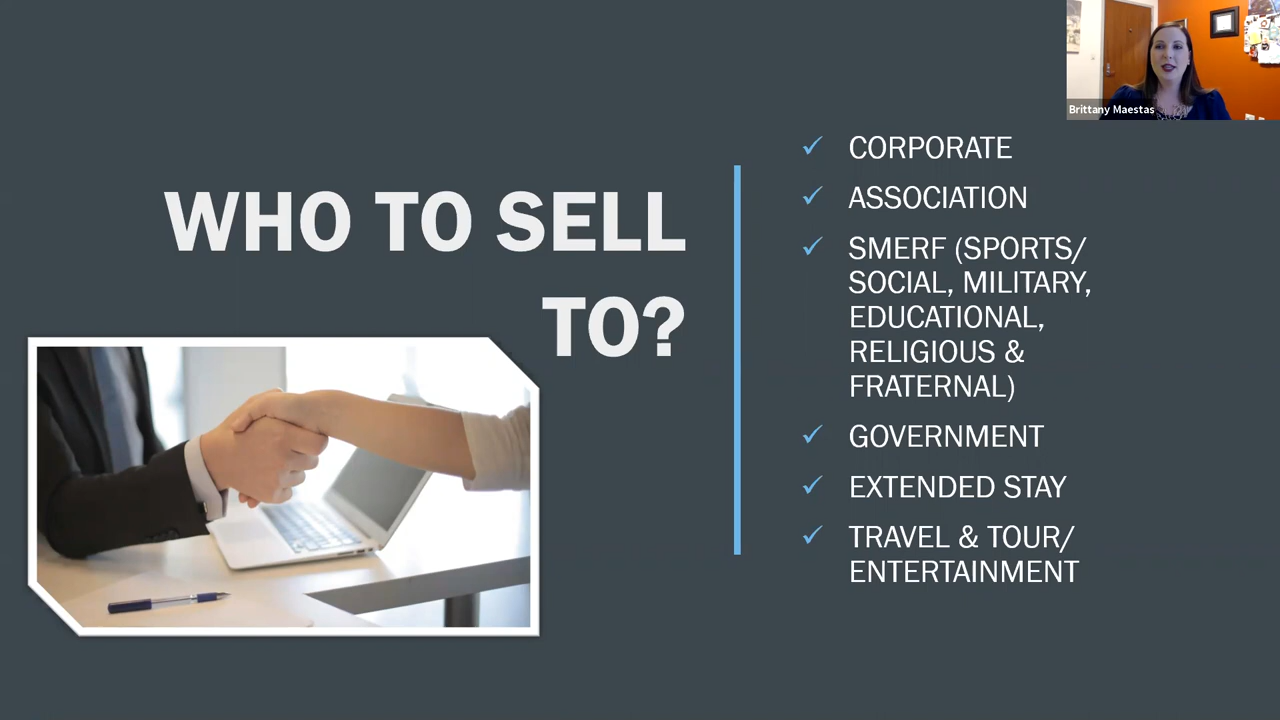 WHO TO SELL
TO?
Brittany Maestas
CORPORATE
ASSOCIATION
SMERF (SPORTS/
SOCIAL, MILITARY,
EDUCATIONAL,
RELIGIOUS &
FRATERNAL)
GOVERNMENT
EXTENDED STAY
TRAVEL & TOUR/
ENTERTAINMENT